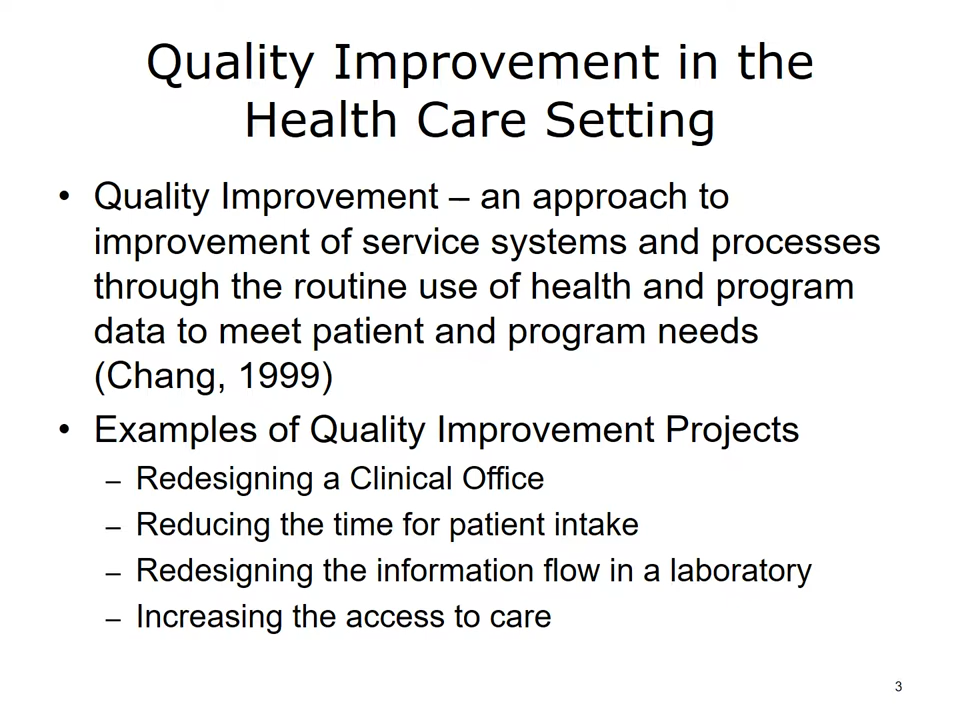 Quality Improvement in the
Health Care Setting
• Quality Improvement – an approach to
improvement of service systems and processes
through the routine use of health and program
data to meet patient and program needs
(Chang, 1999)
• Examples of Quality Improvement Projects
– Redesigning a Clinical Office
– Reducing the time for patient intake
– Redesigning the information flow in a laboratory
– Increasing the access to care
3